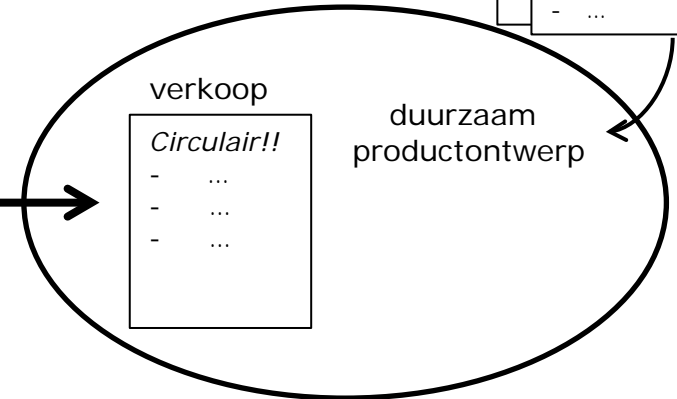 - ...
verkoop
Circulair!!
- ...
- ...
- ...
duurzaam
productontwerp